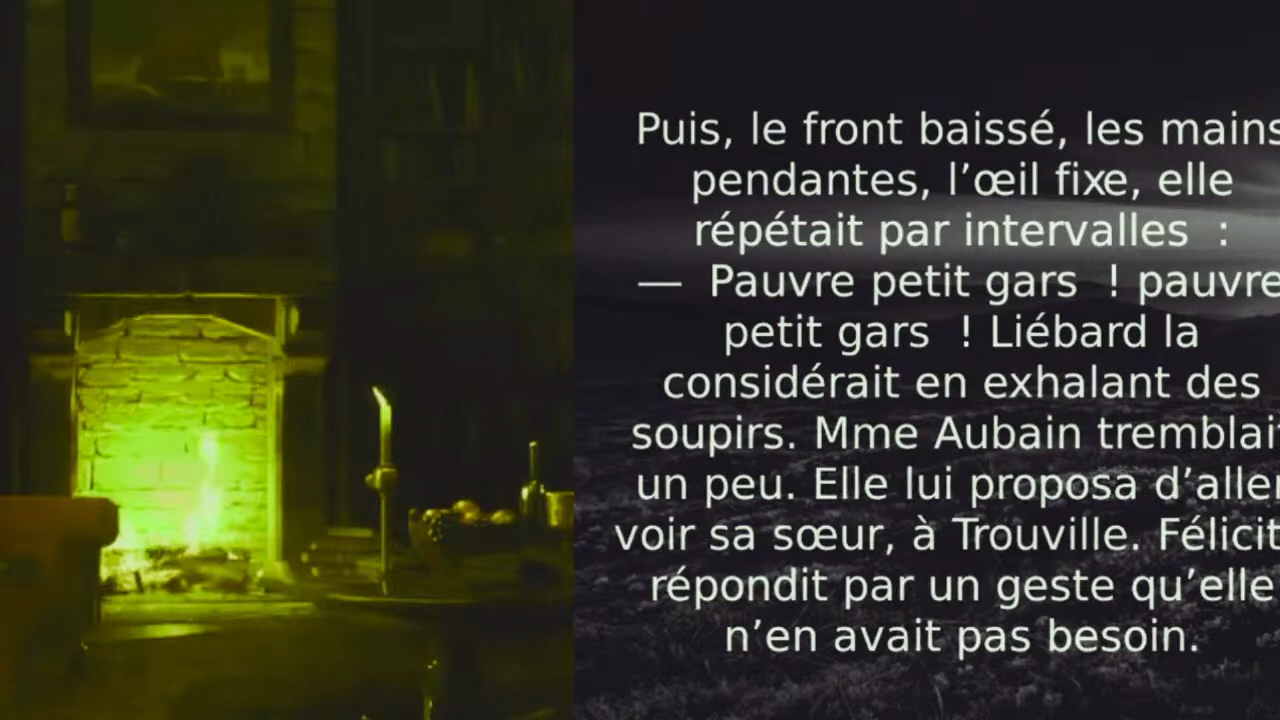 Puis, le front baissé, les mains
pendantes, l’œil fixe, elle
répétait par intervalles  :
—  Pauvre petit gars  ! pauvre
petit gars  ! Liébard la
considérait en exhalant des
soupirs. Mme Aubain tremblait
un peu. Elle lui proposa d’aller
voir sa sœur, à Trouville. Félicit
répondit par un geste qu’elle
n’en avait pas besoin.